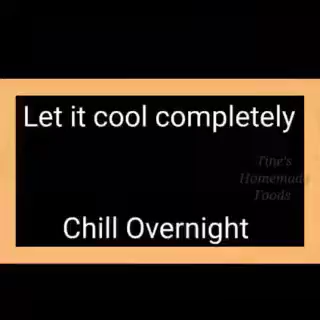 Let it cool completely
Tine's
Homemade
Foods
Chill Overnight